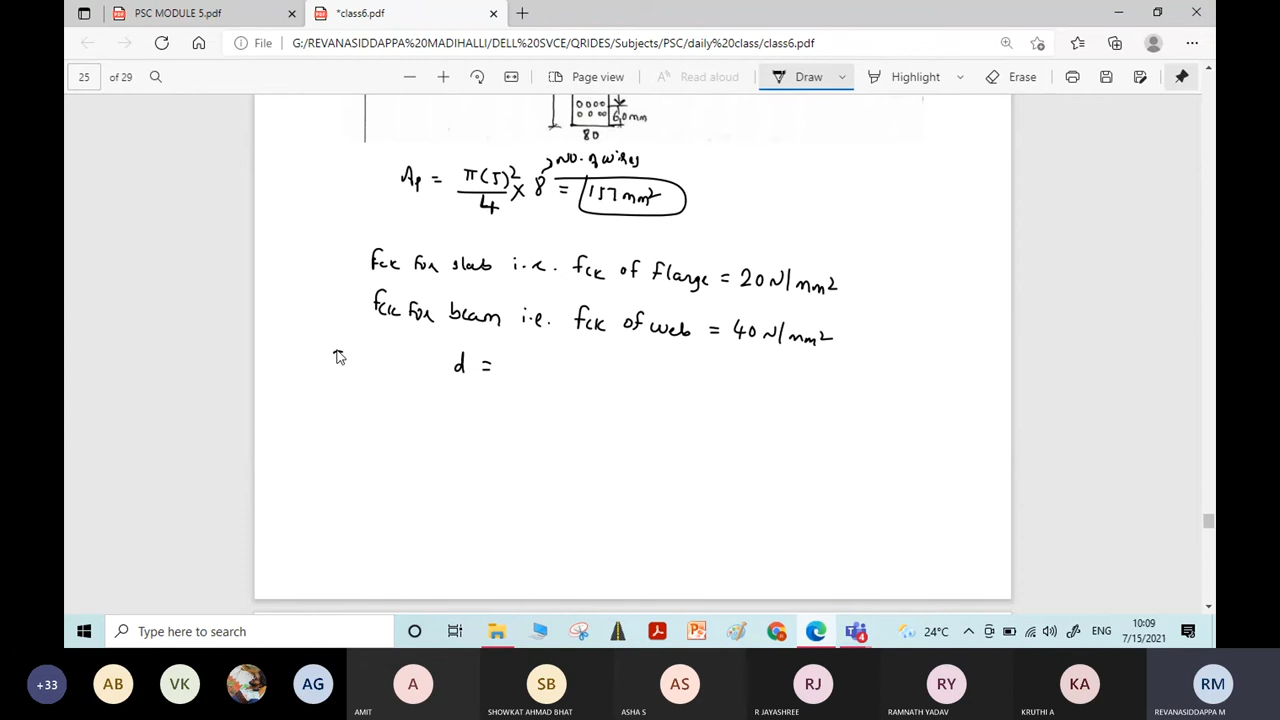 PSC MODULE 5.pdf
*class6.pdf
File
G:/REVANASIDDAPPA%20MADIHALLI/DELL%20SVCE/QRIDES/Subjects/PSC/daily%20class/class6.pdf
25 of 29
Page view
Read aloud
Draw
Highlight
Erase
60mm
80
Ap = π(5)²/4 × 8 = 157mm²
No. of wires
fck for slab i.e. fck of flange = 20N/mm2
fck for beam i.e. fck of web = 40N/mm2
d =
Type here to search
24°C
ENG
10:09
7/15/2021
4
+33
AB
VK
AG
A
AMIT
SB
SHOWKAT AHMAD BHAT
AS
ASHA S
RJ
R JAYASHREE
RY
RAMNATH YADAV
KA
KRUTHI A
RM
REVANASIDDAPPA M